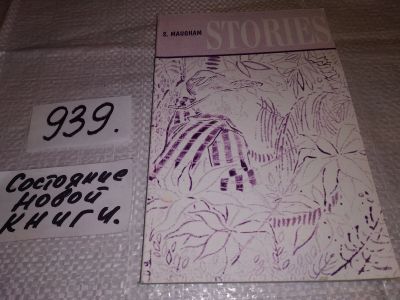 S. MAUGHAM STORIES
939.
Состояние
новой
книги.